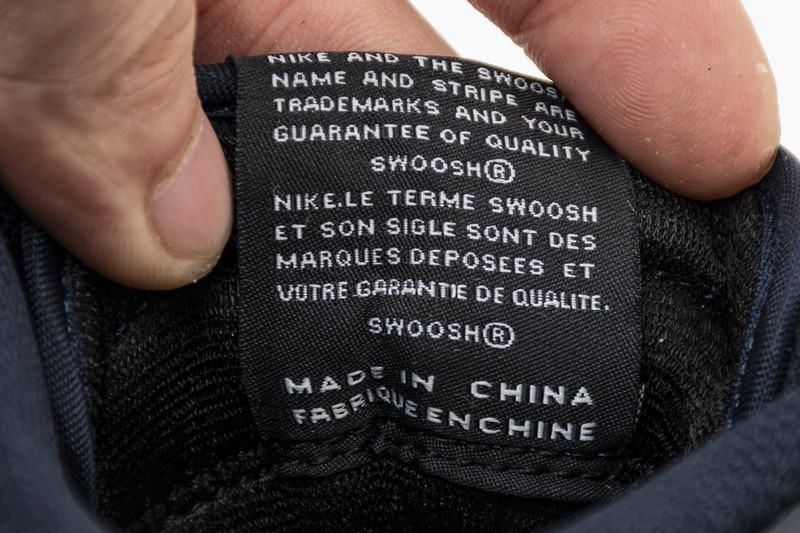 NIKE AND THE SWOOSH
NAME AND STRIPE ARE
TRADEMARKS AND YOUR
GUARANTEE OF QUALITY
SWOOSH®
NIKE.LE TERME SWOOSH
ET SON SIGLE SONT DES
MARQUES DEPOSEES ET
VOTRE GARANTIE DE QUALITE.
SWOOSH®
MADE IN CHINA
FABRIQUE EN CHINE